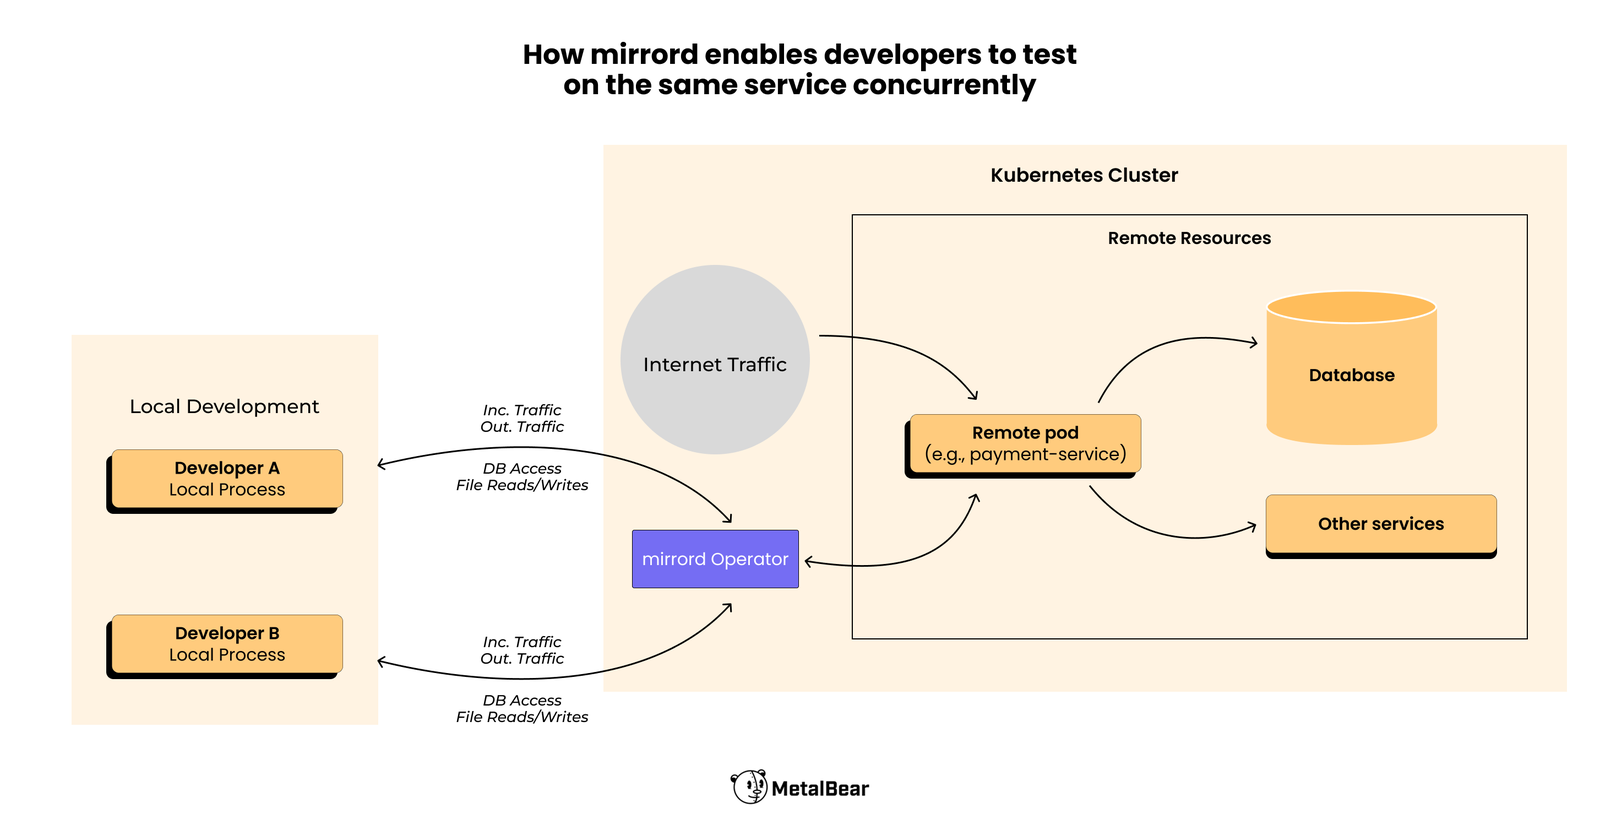 How mirrord enables developers to test
on the same service concurrently
Kubernetes Cluster
Remote Resources
Internet Traffic
Database
Remote pod
(e.g., payment-service)
Other services
Local Development
Developer A
Local Process
Inc. Traffic
Out. Traffic
DB Access
File Reads/Writes
mirrord Operator
Developer B
Local Process
Inc. Traffic
Out. Traffic
DB Access
File Reads/Writes
MetalBear